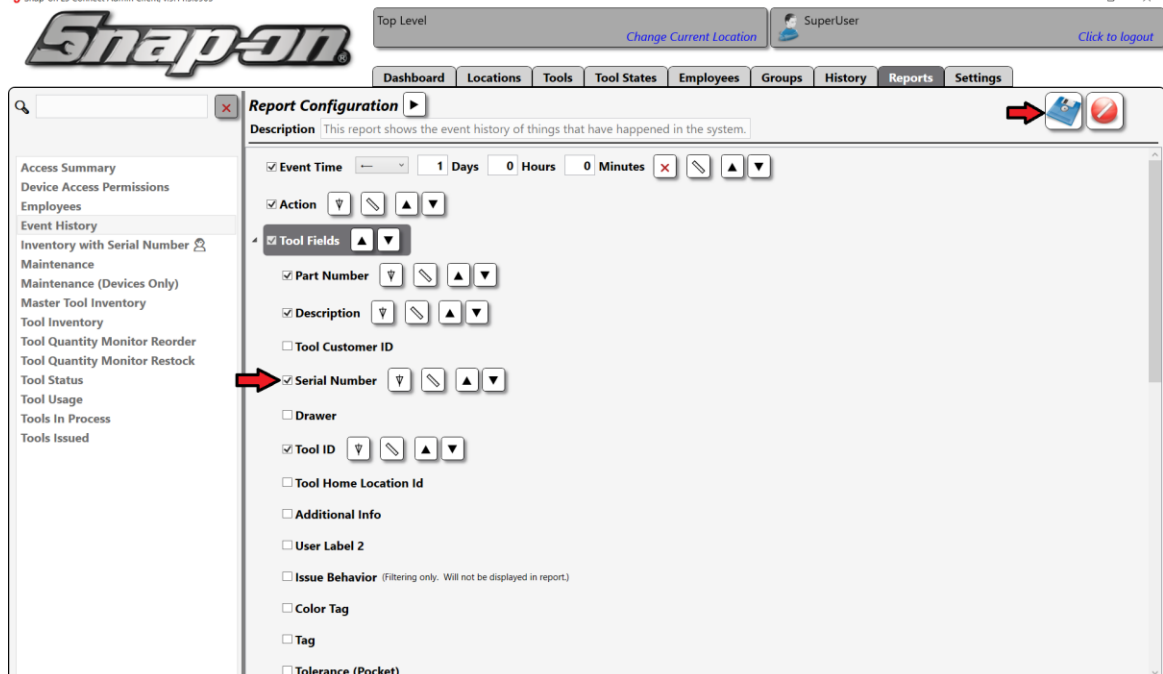 Top Level
SuperUser
Change Current Location
Click to logout
Snap-on
Dashboard Locations Tools Tool States Employees Groups History Reports Settings
Report Configuration
Description This report shows the event history of things that have happened in the system.
Access Summary
Device Access Permissions
Employees
Event History
Inventory with Serial Number
Maintenance
Maintenance (Devices Only)
Master Tool Inventory
Tool Inventory
Tool Quantity Monitor Reorder
Tool Quantity Monitor Restock
Tool Status
Tool Usage
Tools In Process
Tools Issued
Event Time 1 Days 0 Hours 0 Minutes
Action
Tool Fields
Part Number
Description
Tool Customer ID
Serial Number
Drawer
Tool ID
Tool Home Location Id
Additional Info
User Label 2
Issue Behavior (Filtering only. Will not be displayed in report.)
Color Tag
Tag
Tolerance (Pocket)